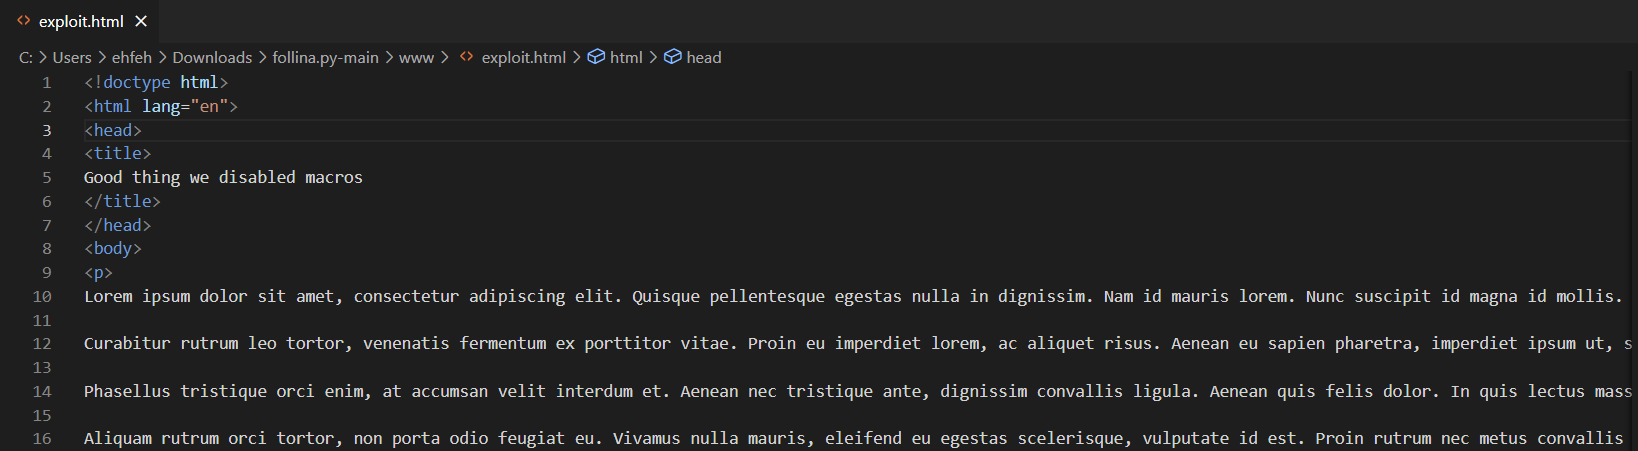 exploit.html
C: > Users > ehfeh > Downloads > follina.py-main > www > exploit.html > html > head
1 <!doctype html>
2 <html lang="en">
3 <head>
4 <title>
5 Good thing we disabled macros
6 </title>
7 </head>
8 <body>
9 <p>
10 Lorem ipsum dolor sit amet, consectetur adipiscing elit. Quisque pellentesque egestas nulla in dignissim. Nam id mauris lorem. Nunc suscipit id magna id mollis.
11
12 Curabitur rutrum leo tortor, venenatis fermentum ex porttitor vitae. Proin eu imperdiet lorem, ac aliquet risus. Aenean eu sapien pharetra, imperdiet ipsum ut, s
13
14 Phasellus tristique orci enim, at accumsan velit interdum et. Aenean nec tristique ante, dignissim convallis ligula. Aenean quis felis dolor. In quis lectus mass
15
16 Aliquam rutrum orci tortor, non porta odio feugiat eu. Vivamus nulla mauris, eleifend eu egestas scelerisque, vulputate id est. Proin rutrum nec metus convallis